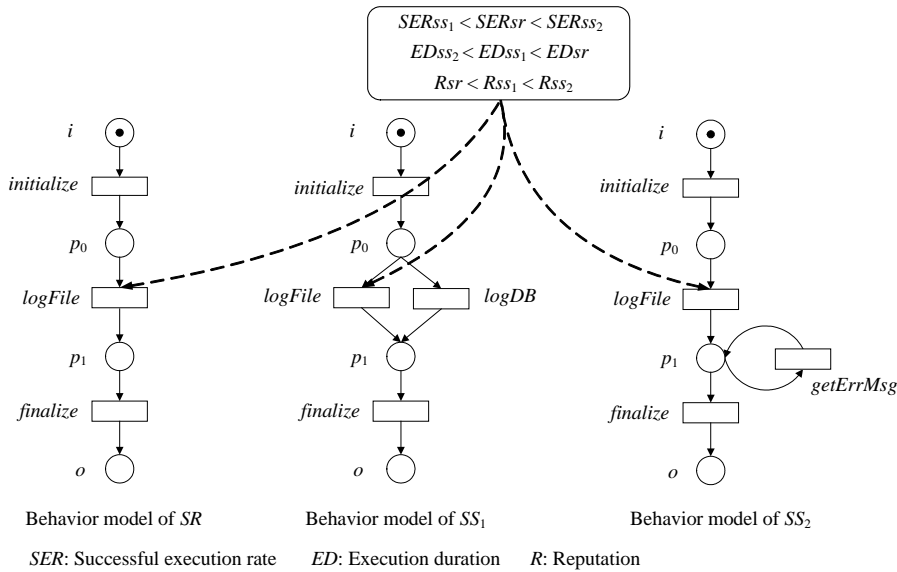 SERss₁ < SERsr < SERss₂
EDss₂ < EDss₁ < EDsr
Rsr < Rss₁ < Rss₂
i
initialize
p₀
logFile
p₁
finalize
o
Behavior model of SR
i
initialize
p₀
logFile
logDB
p₁
finalize
o
Behavior model of SS₁
i
initialize
p₀
logFile
p₁
getErrMsg
finalize
o
Behavior model of SS₂
SER: Successful execution rate ED: Execution duration R: Reputation